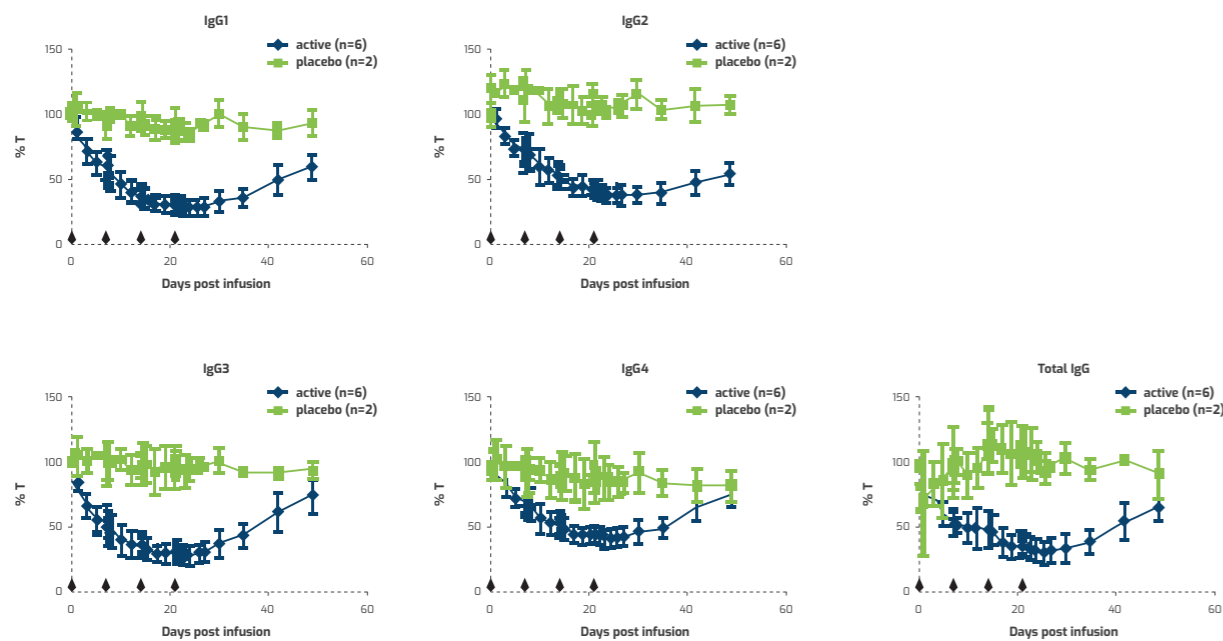 IgG1
150
100
50
0
% T
active (n=6)
placebo (n=2)
0
20
40
60
Days post infusion
IgG2
150
100
50
0
% T
active (n=6)
placebo (n=2)
0
20
40
60
Days post infusion
IgG3
150
100
50
0
% T
active (n=6)
placebo (n=2)
0
20
40
60
Days post infusion
IgG4
150
100
50
0
% T
active (n=6)
placebo (n=2)
0
20
40
60
Days post infusion
Total IgG
150
100
50
0
% T
active (n=6)
placebo (n=2)
0
20
40
60
Days post infusion